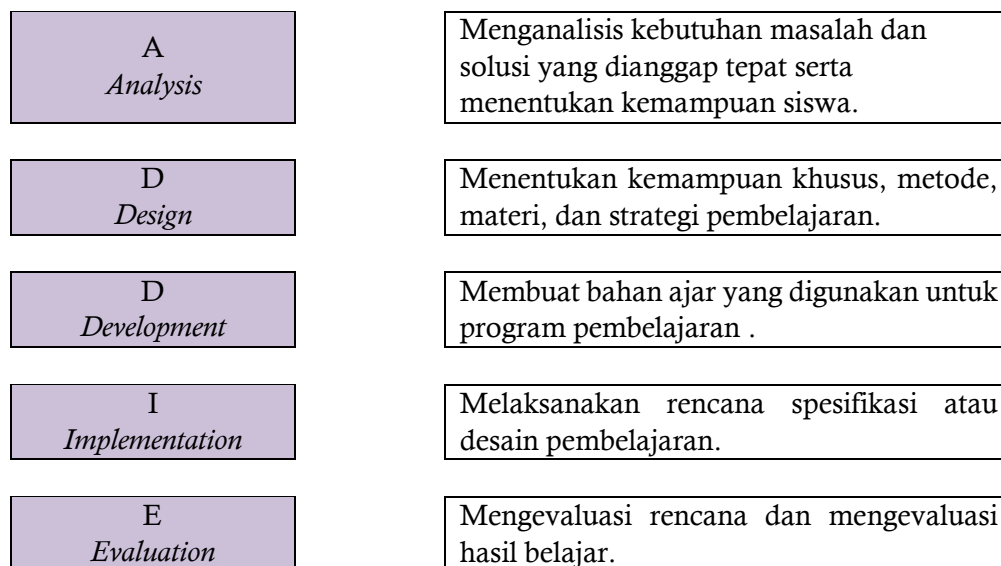 A
Analysis
Menganalisis kebutuhan masalah dan
solusi yang dianggap tepat serta
menentukan kemampuan siswa.
D
Design
Menentukan kemampuan khusus, metode,
materi, dan strategi pembelajaran.
D
Development
Membuat bahan ajar yang digunakan untuk
program pembelajaran .
I
Implementation
Melaksanakan rencana spesifikasi atau
desain pembelajaran.
E
Evaluation
Mengevaluasi rencana dan mengevaluasi
hasil belajar.